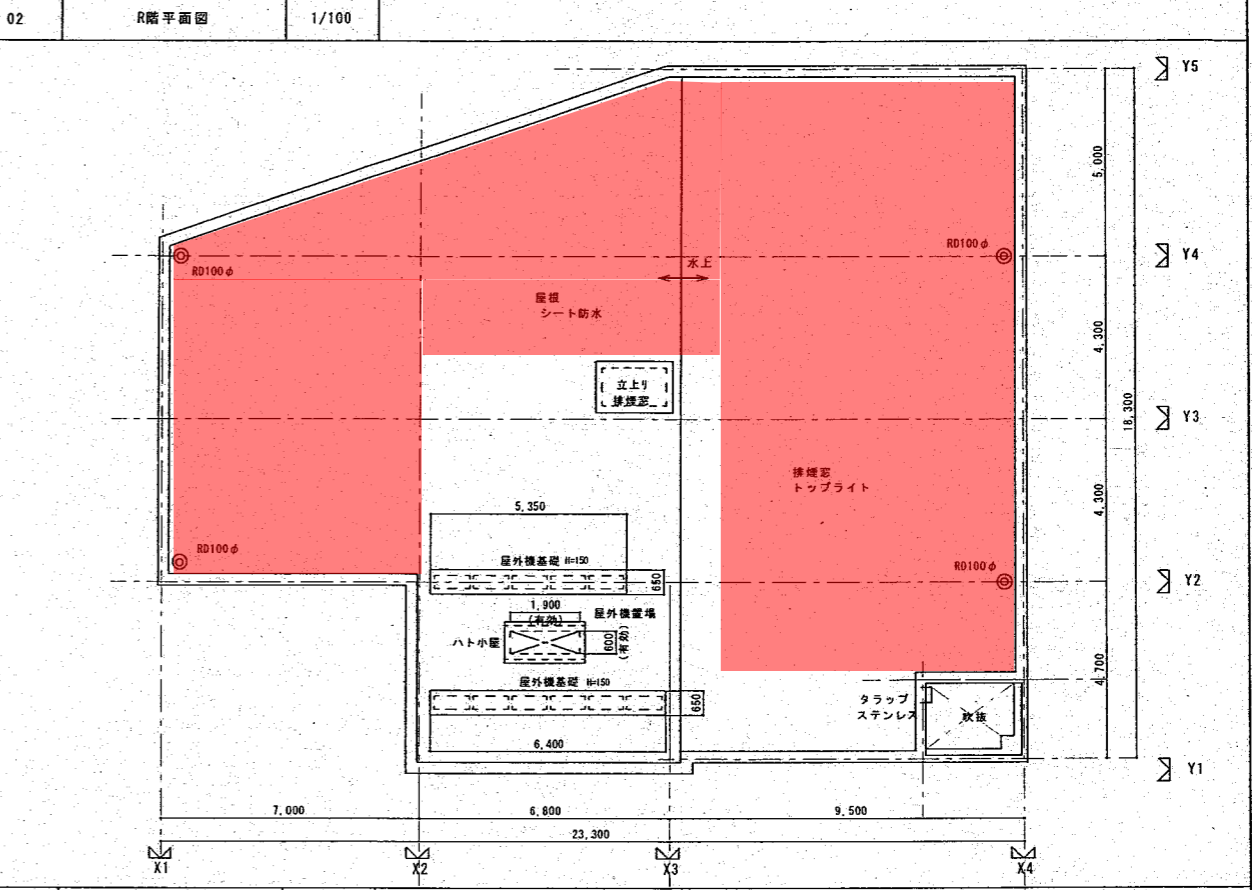 02
R階平面図
1/100
Y5
5,000
RD100φ
Y4
水上
RD100φ
屋根
シート防水
4,300
立上り
排煙窓
18,300
Y3
排煙窓
トップライト
5,350
4,300
RD100φ
屋外機基礎 H=150
650
RD100φ
Y2
1,900
(有効)
屋外機置場
ハト小屋
600
(有効)
屋外機基礎 H=150
4,700
650
タラップ
ステンレス
吹抜
6,400
Y1
7,000
6,800
9,500
23,300
X1
X2
X3
X4